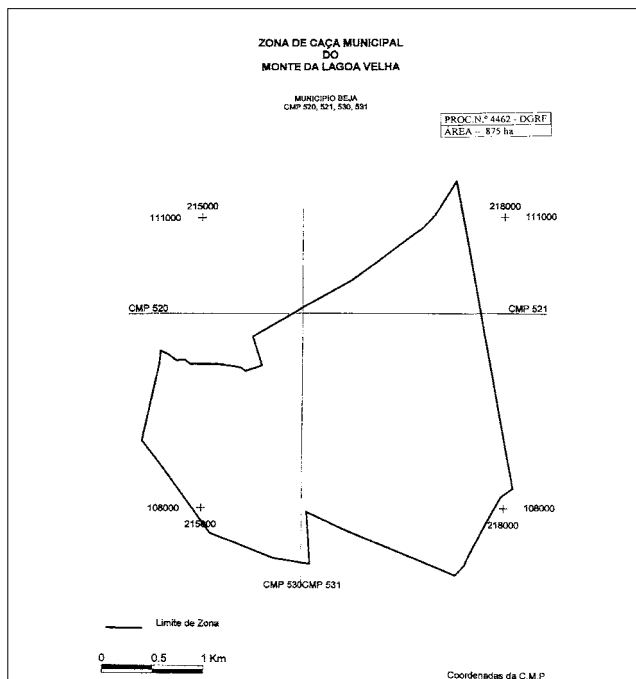 ZONA DE CAÇA MUNICIPAL
DO
MONTE DA LAGOA VELHA
MUNICIPIO BEJA
CMP 520, 521, 530, 531
PROC.N.º 4462 - DGRF
AREA - 875 ha
215000
111000
218000
111000
CMP 520
CMP 521
108000
215000
108000
218000
CMP 530
CMP 531
Limite de Zona
0 0.5 1 Km
Coordenadas da C.M.P